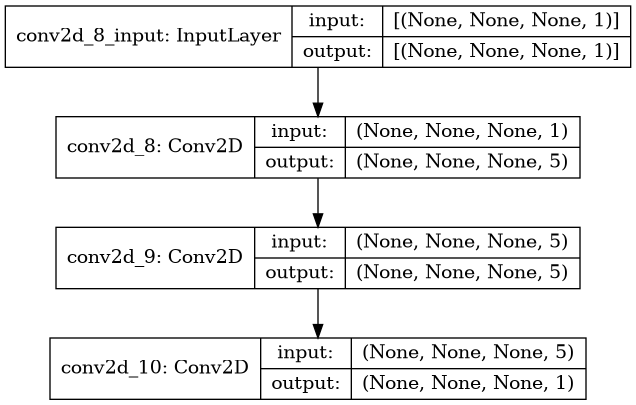 conv2d_8_input: InputLayer
input: [(None, None, None, 1)]
output: [(None, None, None, 1)]
conv2d_8: Conv2D
input: (None, None, None, 1)
output: (None, None, None, 5)
conv2d_9: Conv2D
input: (None, None, None, 5)
output: (None, None, None, 5)
conv2d_10: Conv2D
input: (None, None, None, 5)
output: (None, None, None, 1)